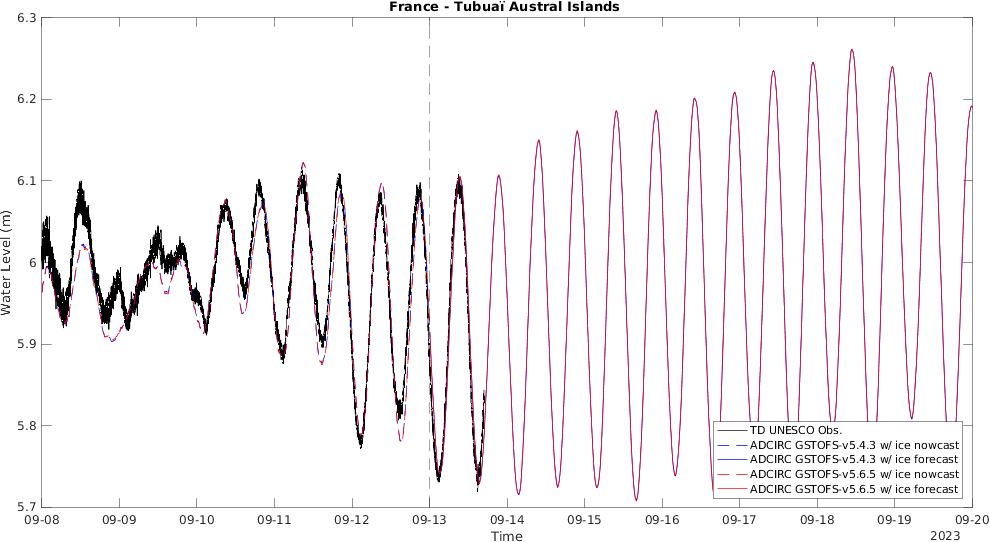 France - Tubuaï Austral Islands
6.3
6.2
6.1
6
5.9
5.8
5.7
Water Level (m)
TD UNESCO Obs.
ADCIRC GSTOFS-v5.4.3 w/ ice nowcast
ADCIRC GSTOFS-v5.4.3 w/ ice forecast
ADCIRC GSTOFS-v5.6.5 w/ ice nowcast
ADCIRC GSTOFS-v5.6.5 w/ ice forecast
09-08 09-09 09-10 09-11 09-12 09-13 09-14 09-15 09-16 09-17 09-18 09-19 09-20
Time
2023